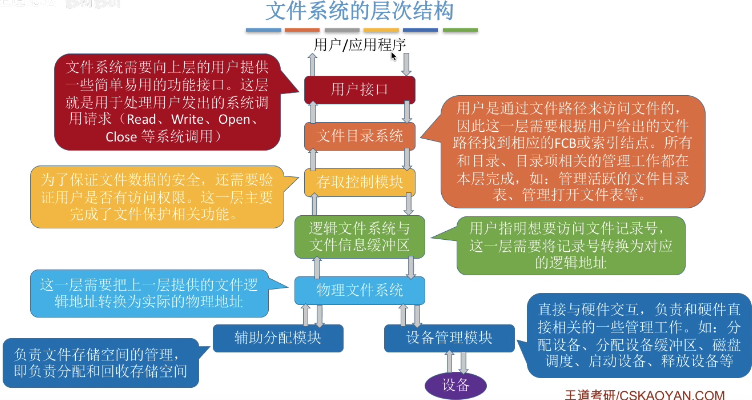 文件系统的层次结构
用户/应用程序
文件系统需要向上层的用户提供
一些简单易用的功能接口。这层
就是用于处理用户发出的系统调
用请求（Read、Write、Open、
Close 等系统调用）
用户接口
文件目录系统
用户是通过文件路径来访问文件的，
因此这一层需要根据用户给出的文件
路径找到相应的FCB或索引结点。所有
和目录、目录项相关的管理工作都在
本层完成，如：管理活跃的文件目录
表、管理打开文件表等。
为了保证文件数据的安全，还需要验
证用户是否有访问权限。这一层主要
完成了文件保护相关功能。
存取控制模块
逻辑文件系统与
文件信息缓冲区
用户指明想要访问文件记录号，
这一层需要将记录号转换为对应
的逻辑地址
这一层需要把上一层提供的文件逻
辑地址转换为实际的物理地址
物理文件系统
辅助分配模块
设备管理模块
负责文件存储空间的管理，
即负责分配和回收存储空间
直接与硬件交互，负责和硬件直
接相关的一些管理工作。如：分
配设备、分配设备缓冲区、磁盘
调度、启动设备、释放设备等
设备
王道考研/CSKAOYAN.COM